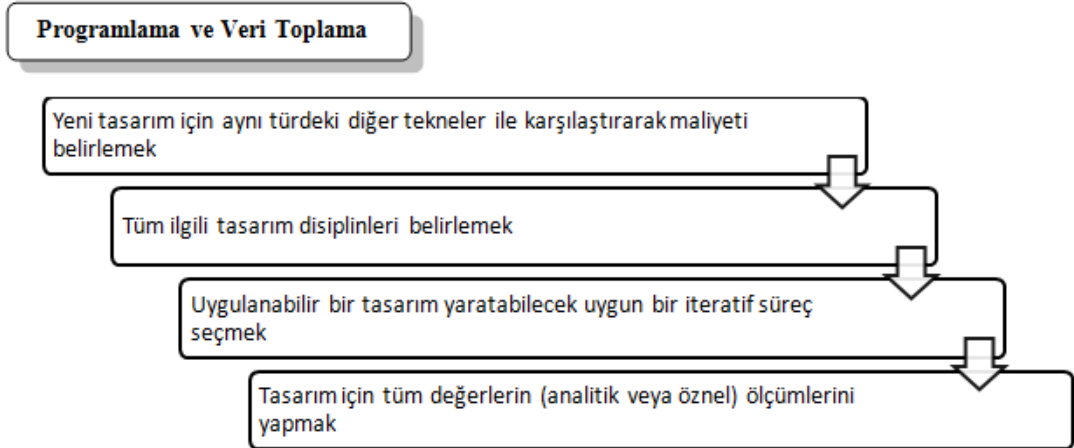 Programlama ve Veri Toplama
Yeni tasarım için aynı türdeki diğer tekneler ile karşılaştırarak maliyeti
belirlemek
Tüm ilgili tasarım disiplinleri belirlemek
Uygulanabilir bir tasarım yaratabilecek uygun bir iteratif süreç
seçmek
Tasarım için tüm değerlerin (analitik veya öznel) ölçümlerini
yapmak